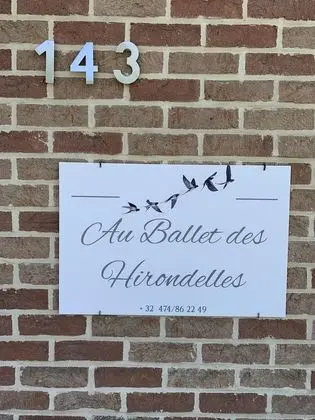 143
Au Ballet des
Hirondelles
+ 32 474/86 22 49